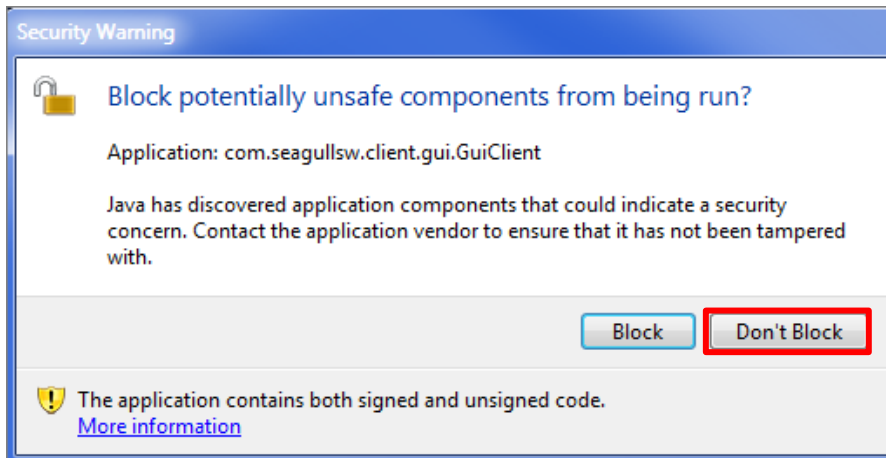 Security Warning
Block potentially unsafe components from being run?
Application: com.seagullsw.client.gui.GuiClient
Java has discovered application components that could indicate a security
concern. Contact the application vendor to ensure that it has not been tampered
with.
Block
Don't Block
The application contains both signed and unsigned code.
More information